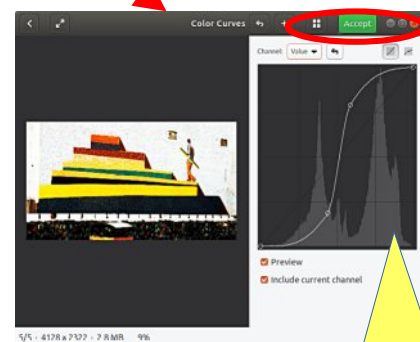 Color Curves
Accept
Channel: Value
Preview
Include current channel
5/5 - 4128 x 2322 - 2.8 MB 9%